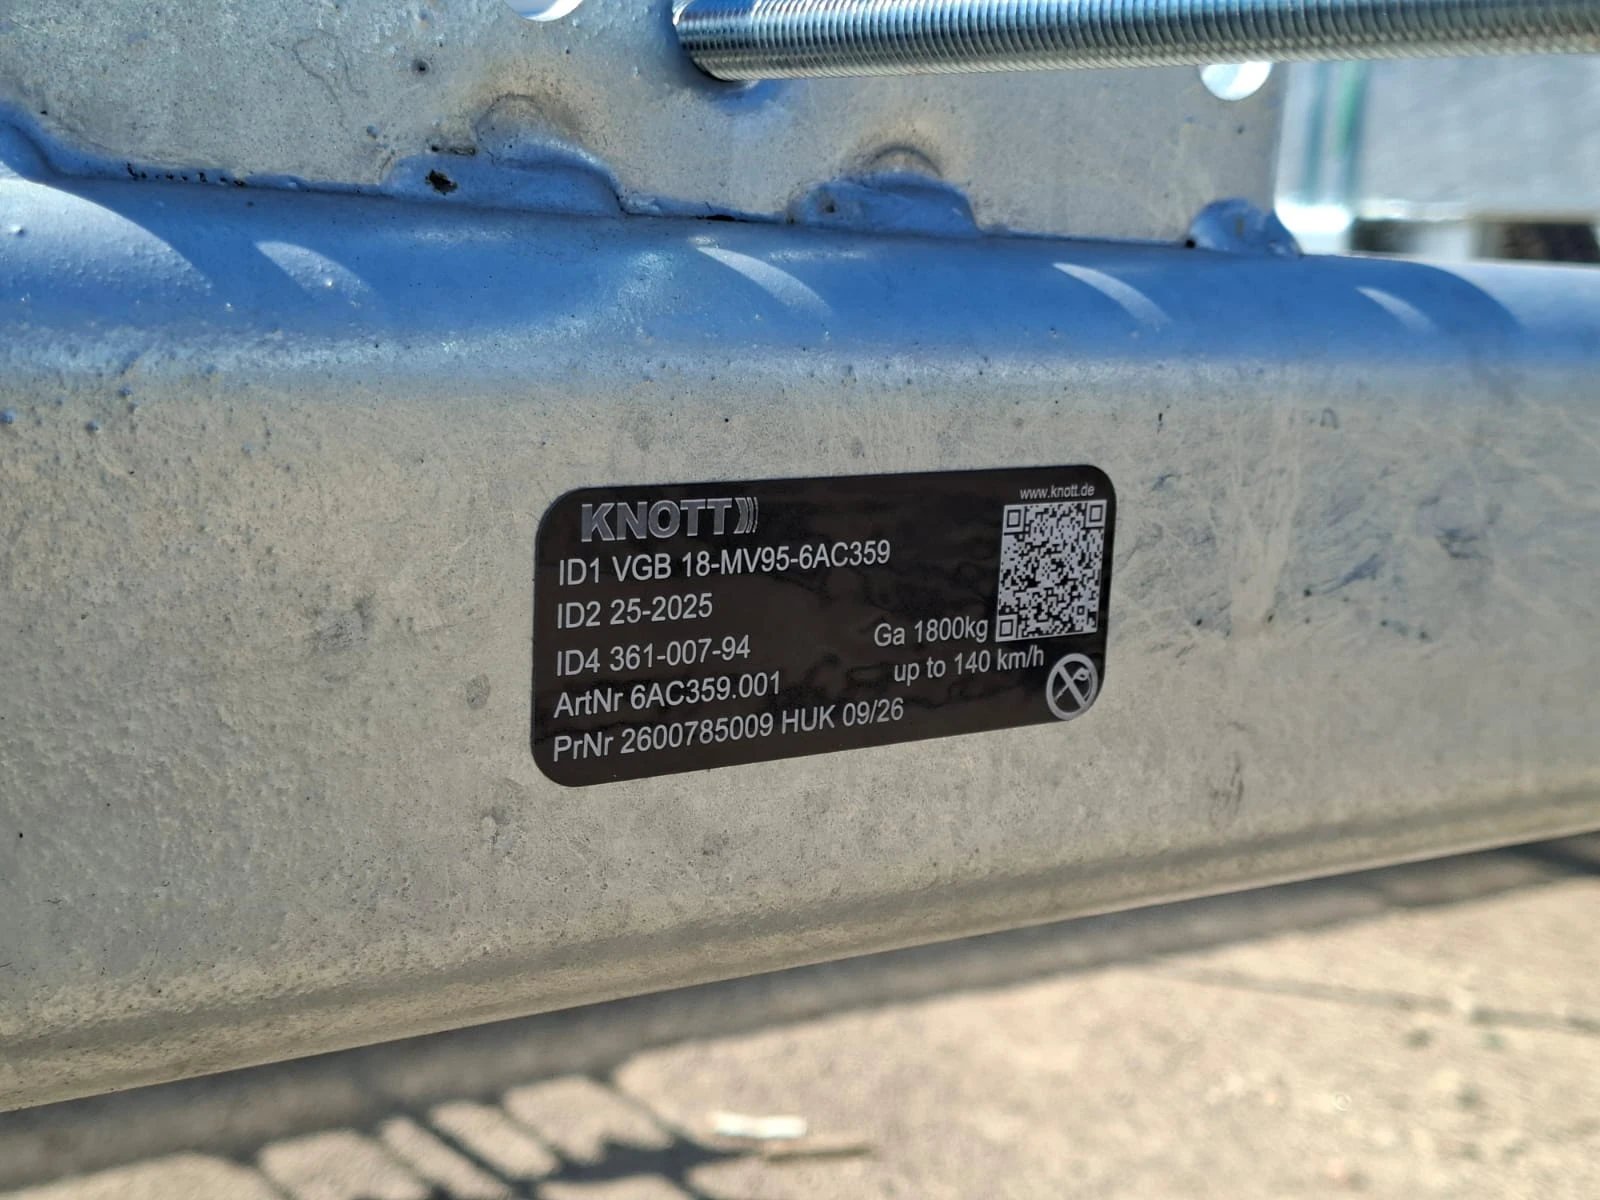 KNOTT
www.knott.de
ID1 VGB 18-MV95-6AC359
ID2 25-2025
ID4 361-007-94
Ga 1800kg
ArtNr 6AC359.001
up to 140 km/h
PrNr 2600785009 HUK 09/26